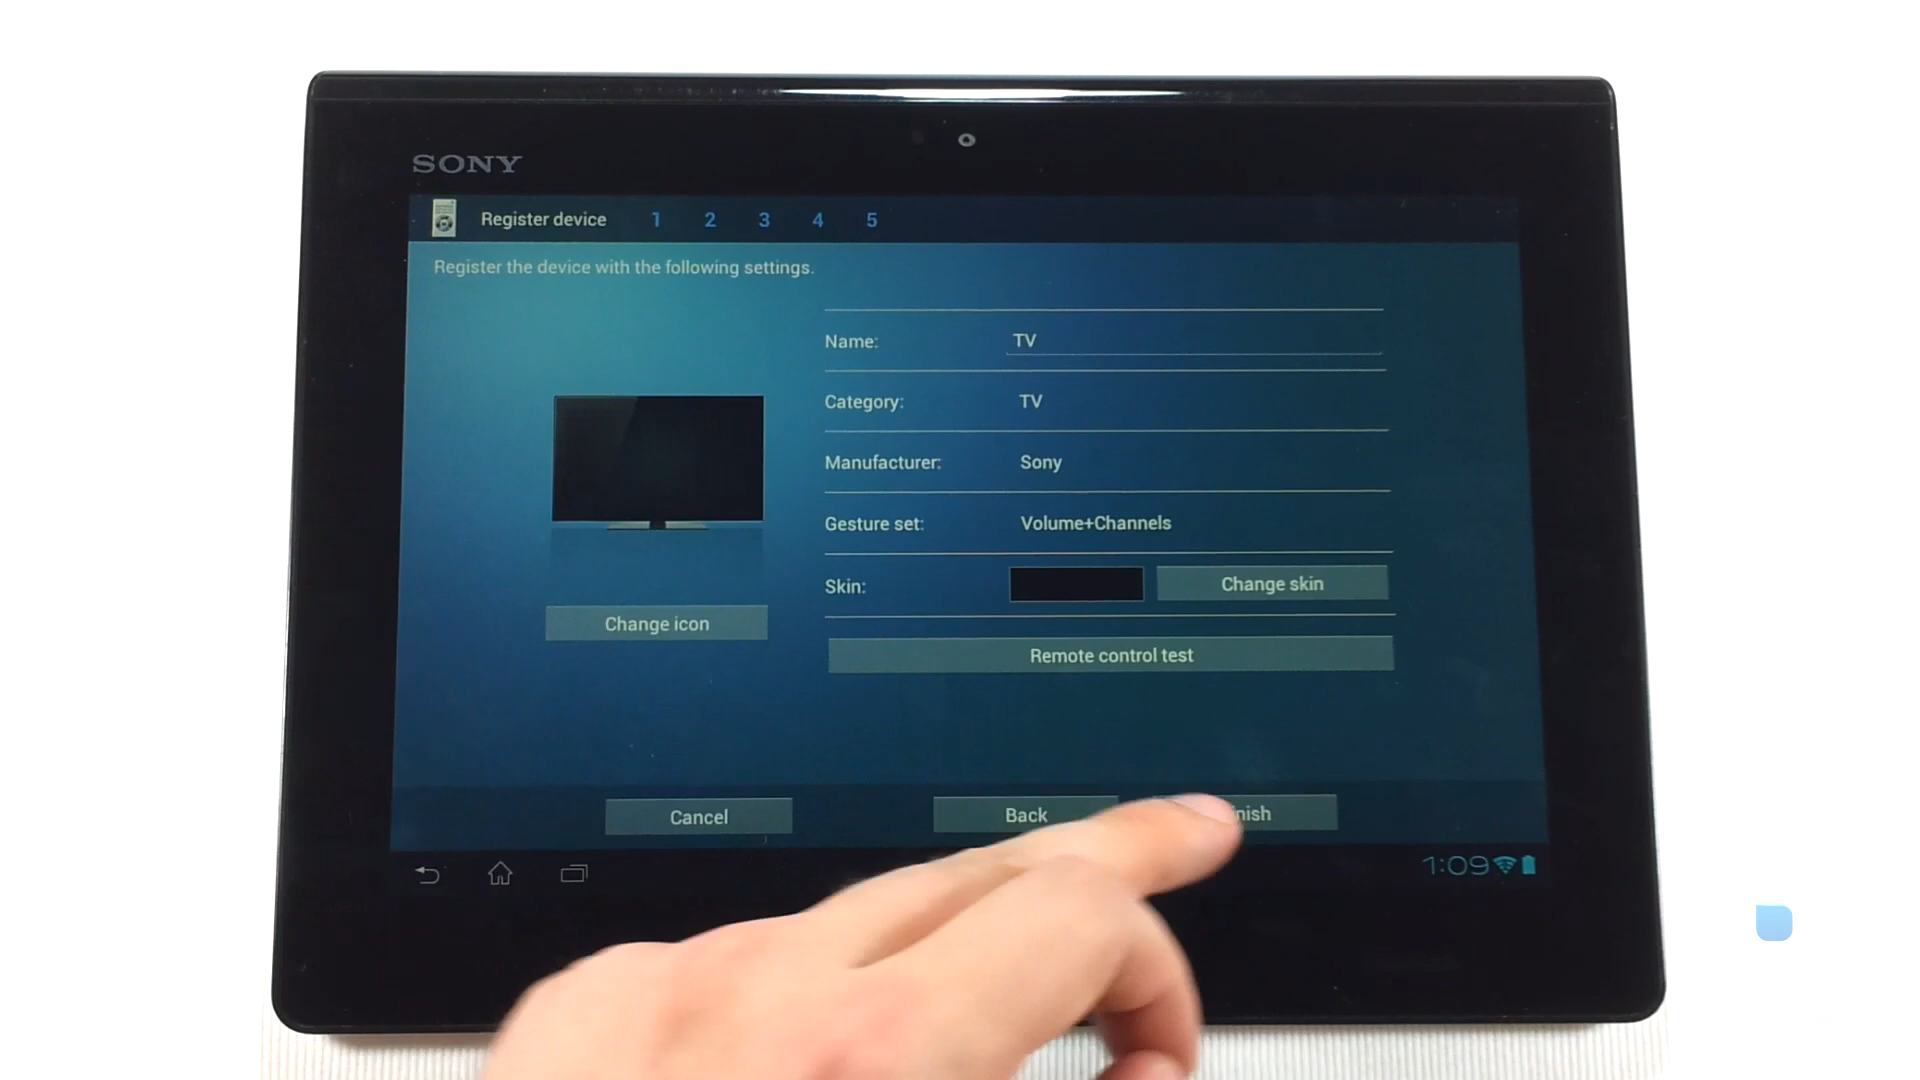 SONY
Register device 1 2 3 4 5
Register the device with the following settings.
Name: TV
Category: TV
Manufacturer: Sony
Gesture set: Volume+Channels
Skin: Change skin
Change icon
Remote control test
Cancel Back nish
1:09